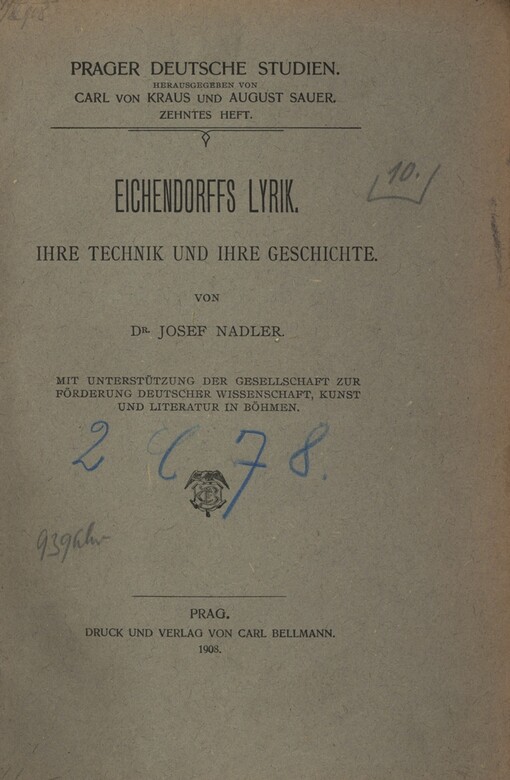 PRAGER DEUTSCHE STUDIEN.
HERAUSGEGEBEN VON
CARL VON KRAUS UND AUGUST SAUER.
ZEHNTES HEFT.
10.
EICHENDORFFS LYRIK.
IHRE TECHNIK UND IHRE GESCHICHTE.
VON
DR. JOSEF NADLER.
MIT UNTERSTÜTZUNG DER GESELLSCHAFT ZUR
FÖRDERUNG DEUTSCHER WISSENSCHAFT, KUNST
UND LITERATUR IN BÖHMEN.
2 C 78.
PRAG.
DRUCK UND VERLAG VON CARL BELLMANN.
1908.